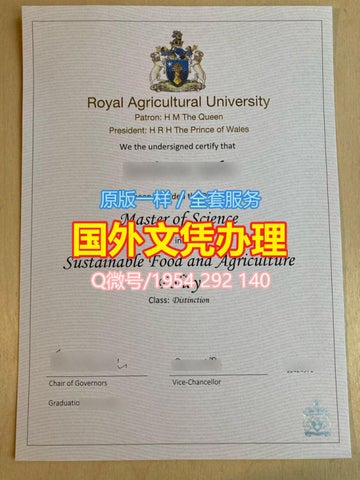 Royal Agricultural University
Patron: H M The Queen
President: H R H The Prince of Wales
We the undersigned certify that
原版一样 / 全套服务
Master of Science
in
国外文凭办理
Sustainable Food and Agriculture
Q微号/1954 292 140
Class: Distinction
Chair of Governors
Vice-Chancellor
Graduatio